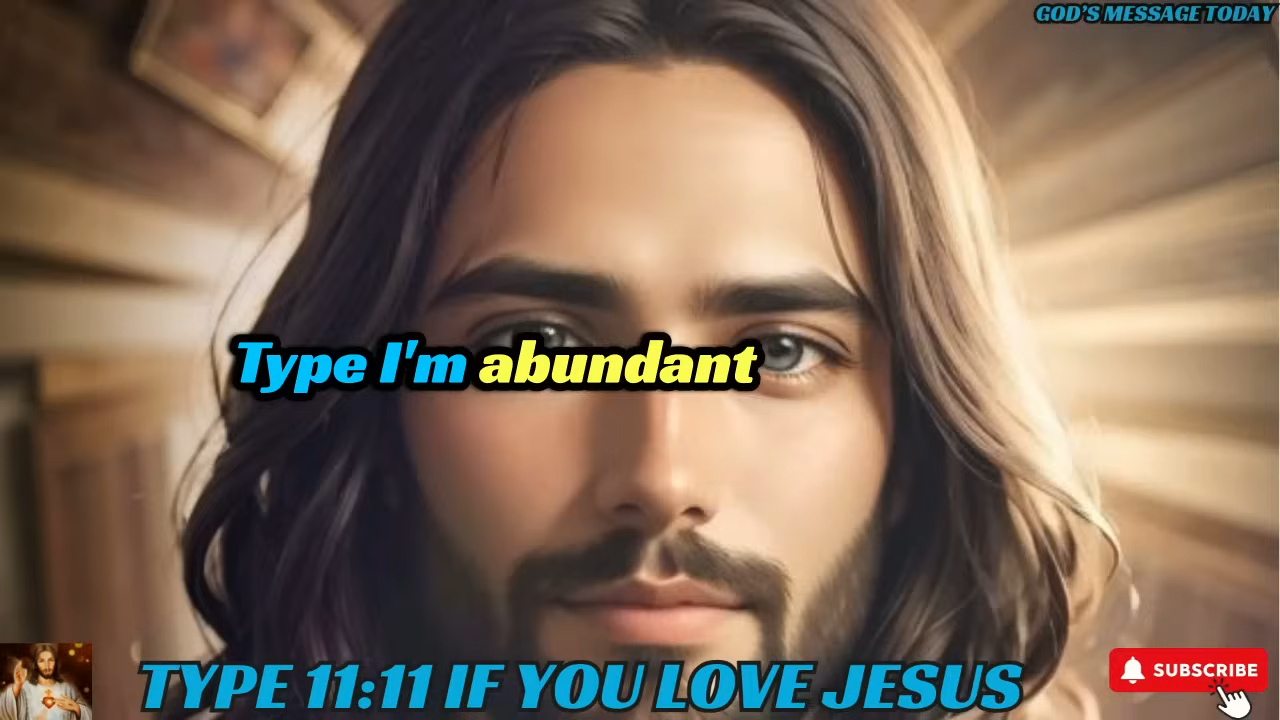 GOD'S MESSAGE TODAY
Type I'm abundant
TYPE 11:11 IF YOU LOVE JESUS
SUBSCRIBE